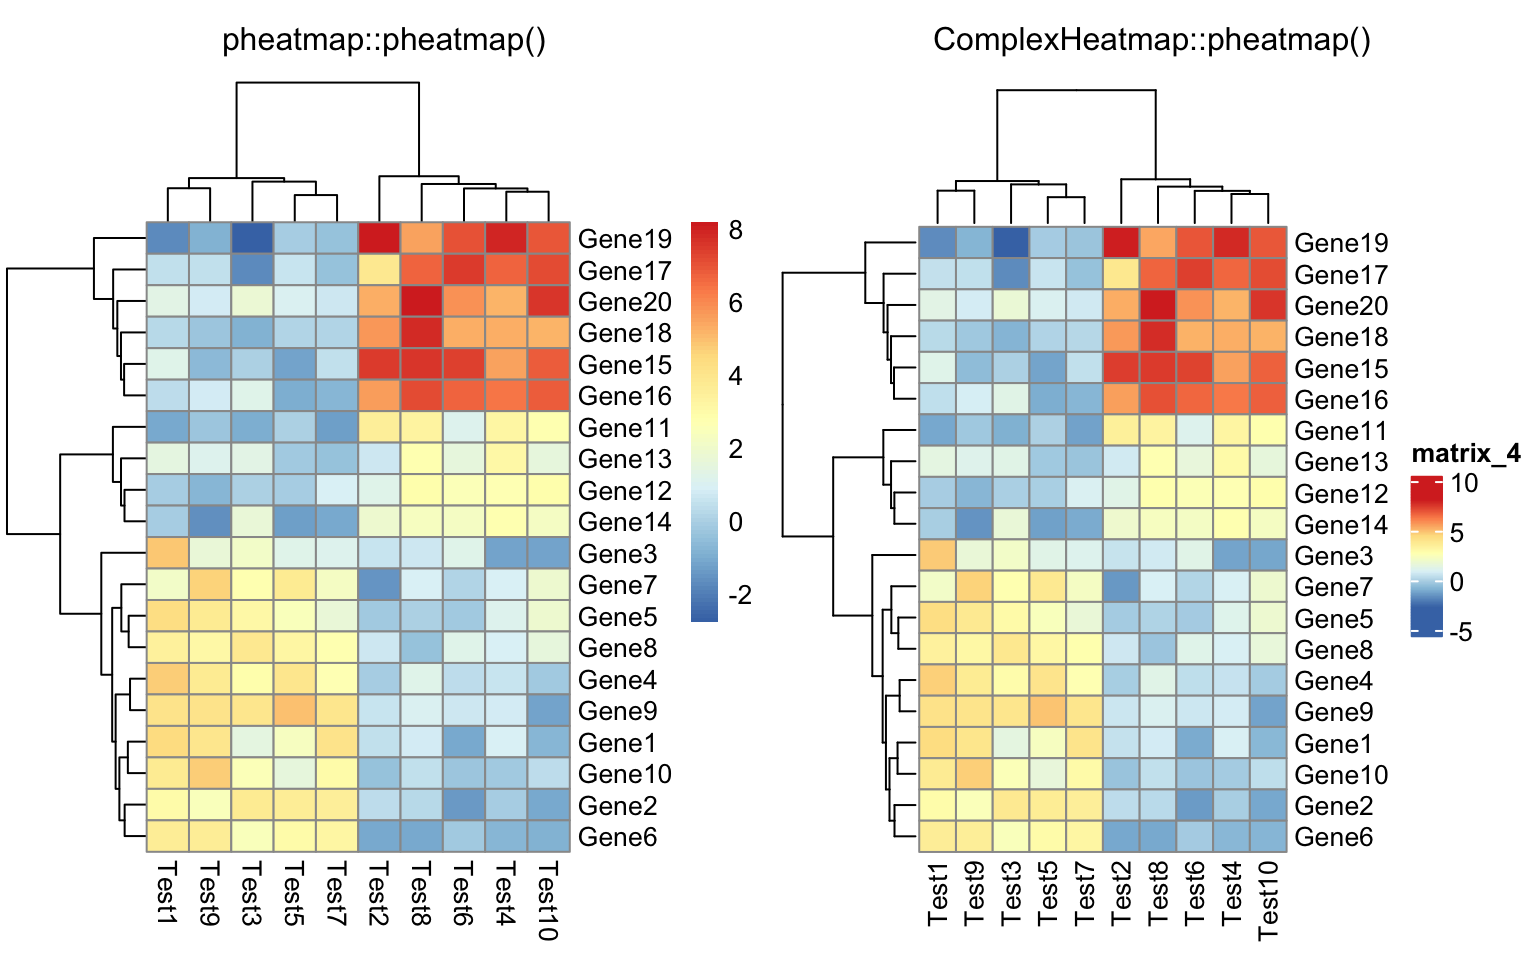 pheatmap::pheatmap()
Gene19
Gene17
Gene20
Gene18
Gene15
Gene16
Gene11
Gene13
Gene12
Gene14
Gene3
Gene7
Gene5
Gene8
Gene4
Gene9
Gene1
Gene10
Gene2
Gene6
Test1
Test9
Test3
Test5
Test7
Test2
Test8
Test6
Test4
Test10
8
6
4
2
0
-2
ComplexHeatmap::pheatmap()
Gene19
Gene17
Gene20
Gene18
Gene15
Gene16
Gene11
Gene13
Gene12
Gene14
Gene3
Gene7
Gene5
Gene8
Gene4
Gene9
Gene1
Gene10
Gene2
Gene6
Test1
Test9
Test3
Test5
Test7
Test2
Test8
Test6
Test4
Test10
matrix_4
10
5
0
-5